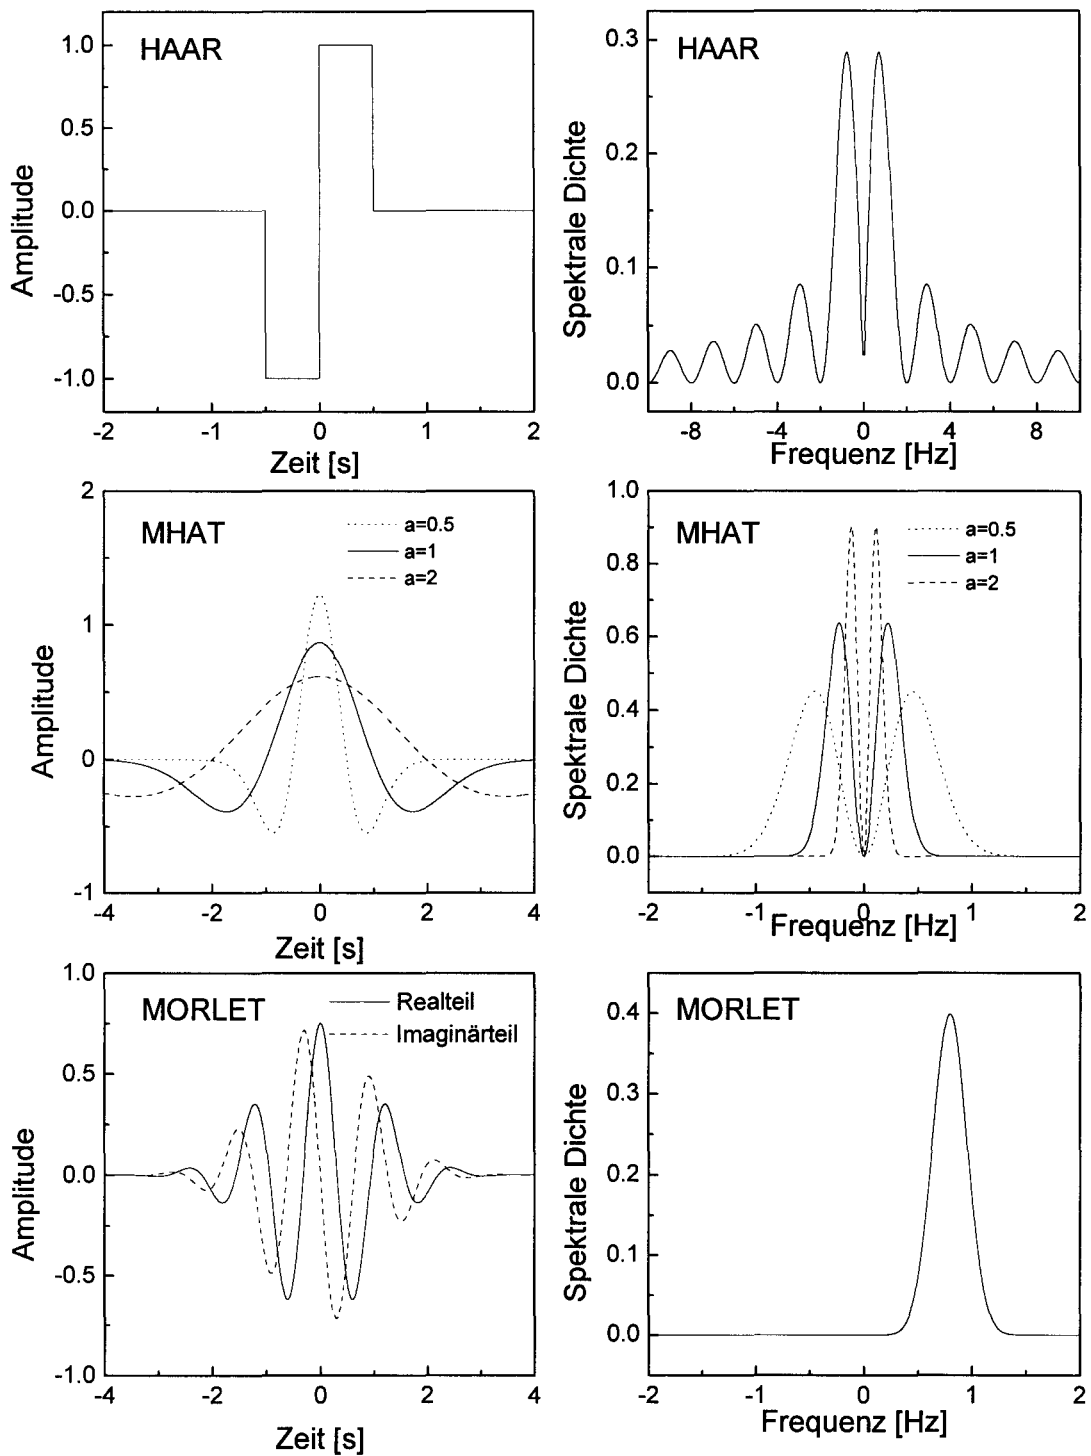 HAAR
1.0
0.5
0.0
-0.5
-1.0
Amplitude
-2
-1
0
1
2
Zeit [s]
HAAR
0.3
0.2
0.1
0.0
Spektrale Dichte
-8
-4
0
4
8
Frequenz [Hz]
MHAT
a=0.5
a=1
a=2
2
1
0
-1
Amplitude
-4
-2
0
2
4
Zeit [s]
MHAT
a=0.5
a=1
a=2
1.0
0.8
0.6
0.4
0.2
0.0
Spektrale Dichte
-2
-1
0
1
2
Frequenz [Hz]
MORLET
Realteil
Imaginärteil
1.0
0.5
0.0
-0.5
-1.0
Amplitude
-4
-2
0
2
4
Zeit [s]
MORLET
0.4
0.3
0.2
0.1
0.0
Spektrale Dichte
-2
-1
0
1
2
Frequenz [Hz]